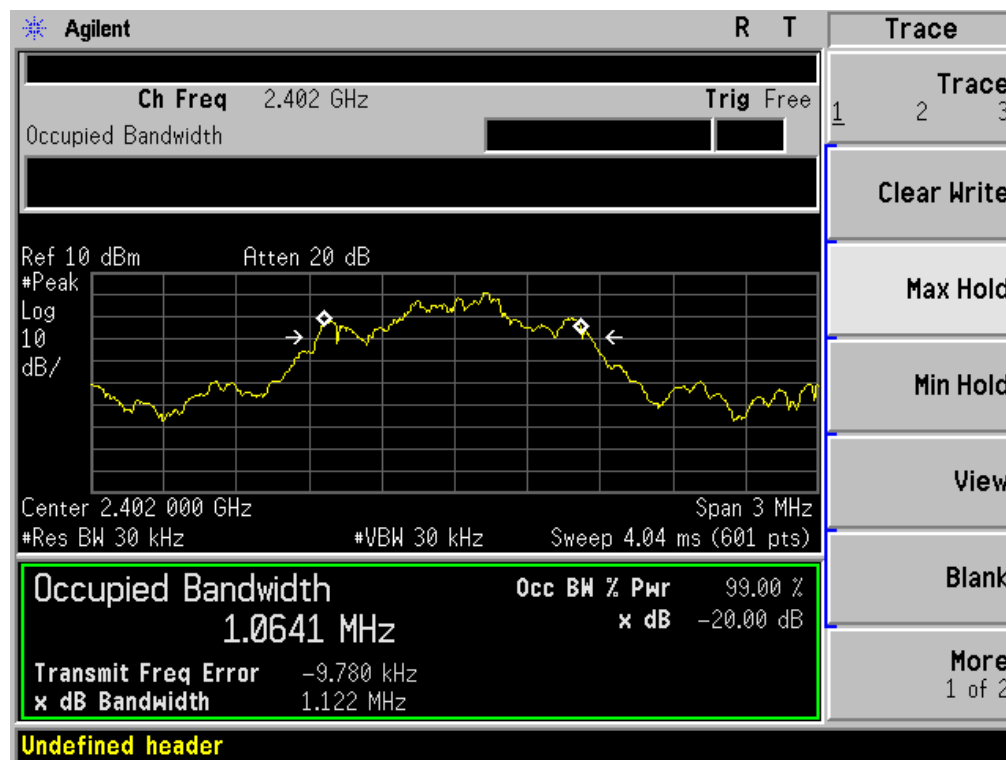 Agilent R T Trace
Ch Freq 2.402 GHz Trig Free
Occupied Bandwidth
Trace
1 2 3
Clear Write
Max Hold
Min Hold
View
Blank
More
1 of 2
Ref 10 dBm Atten 20 dB
#Peak
Log
10
dB/
Center 2.402 000 GHz Span 3 MHz
#Res BW 30 kHz #VBW 30 kHz Sweep 4.04 ms (601 pts)
Occupied Bandwidth Occ BW % Pwr 99.00 %
1.0641 MHz x dB -20.00 dB
Transmit Freq Error -9.780 kHz
x dB Bandwidth 1.122 MHz
Undefined header